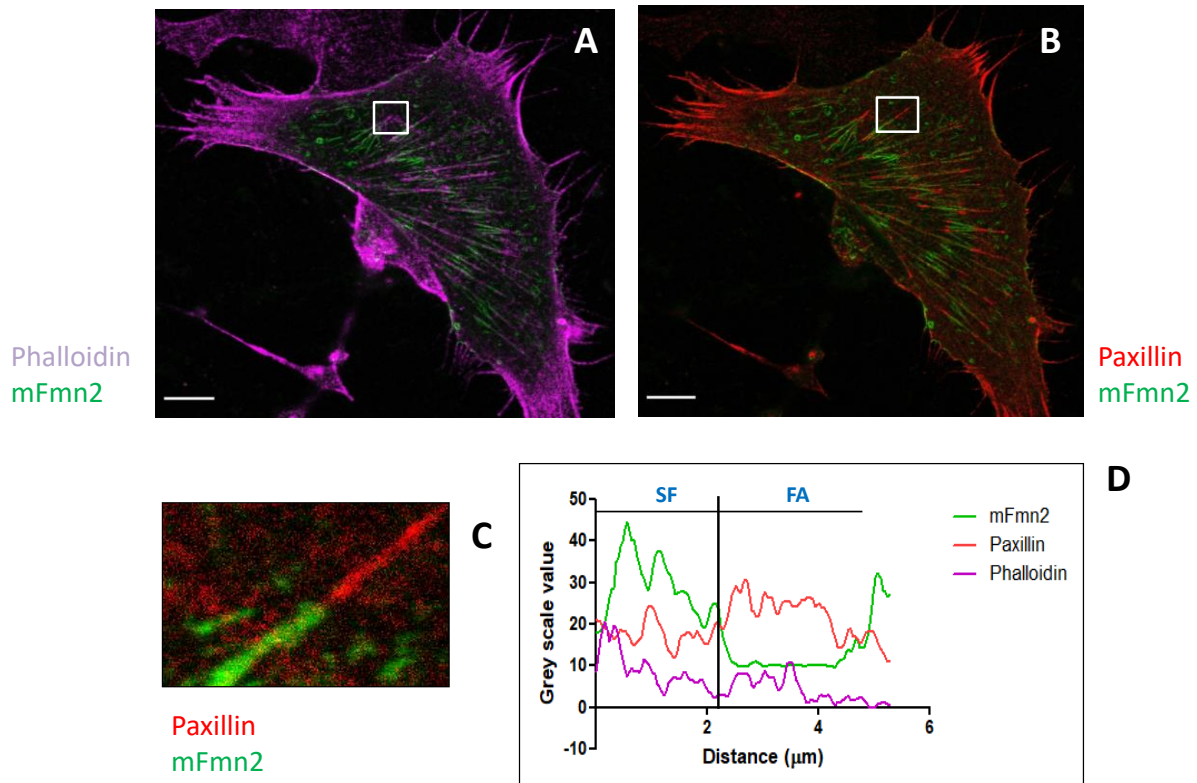 A
B
Phalloidin
mFmn2
Paxillin
mFmn2
C
Paxillin
mFmn2
D
SF
FA
50
40
30
20
10
0
-10
2
4
6
Grey scale value
Distance (μm)
mFmn2
Paxillin
Phalloidin